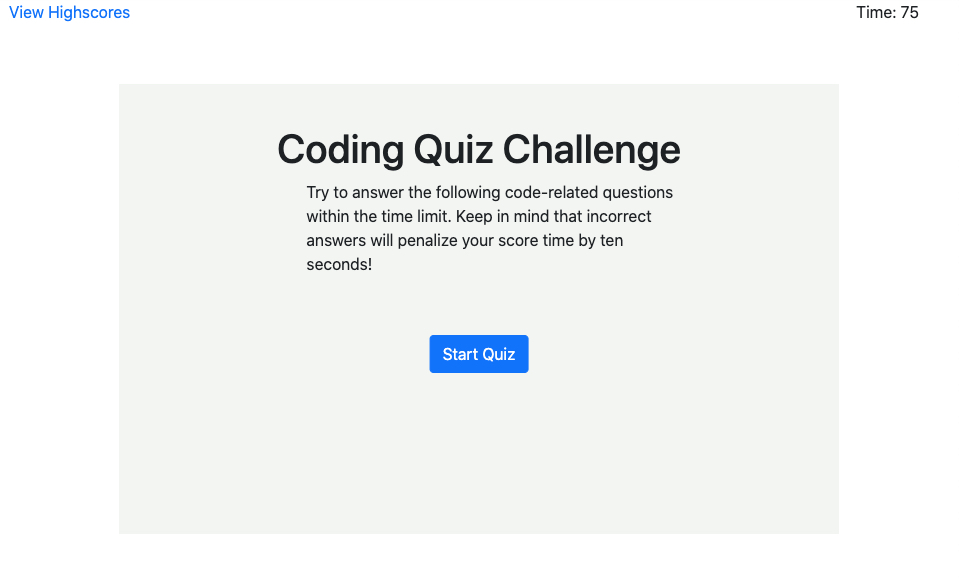 View Highscores
Time: 75
Coding Quiz Challenge
Try to answer the following code-related questions
within the time limit. Keep in mind that incorrect
answers will penalize your score time by ten
seconds!
Start Quiz